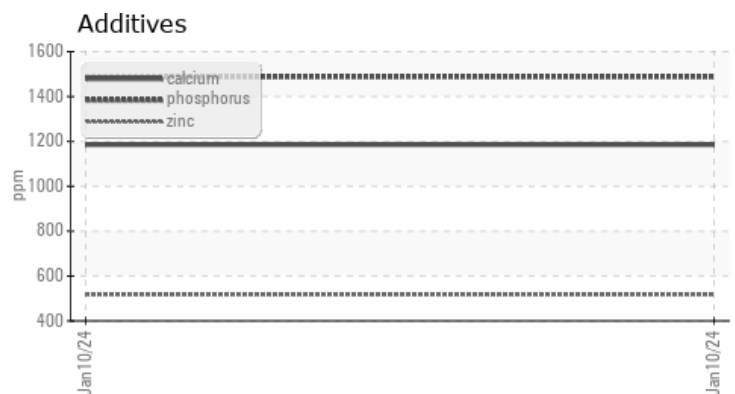 Additives
1600
1400
1200
1000
800
600
400
ppm
calcium
phosphorus
zinc
Jan10/24
Jan10/24